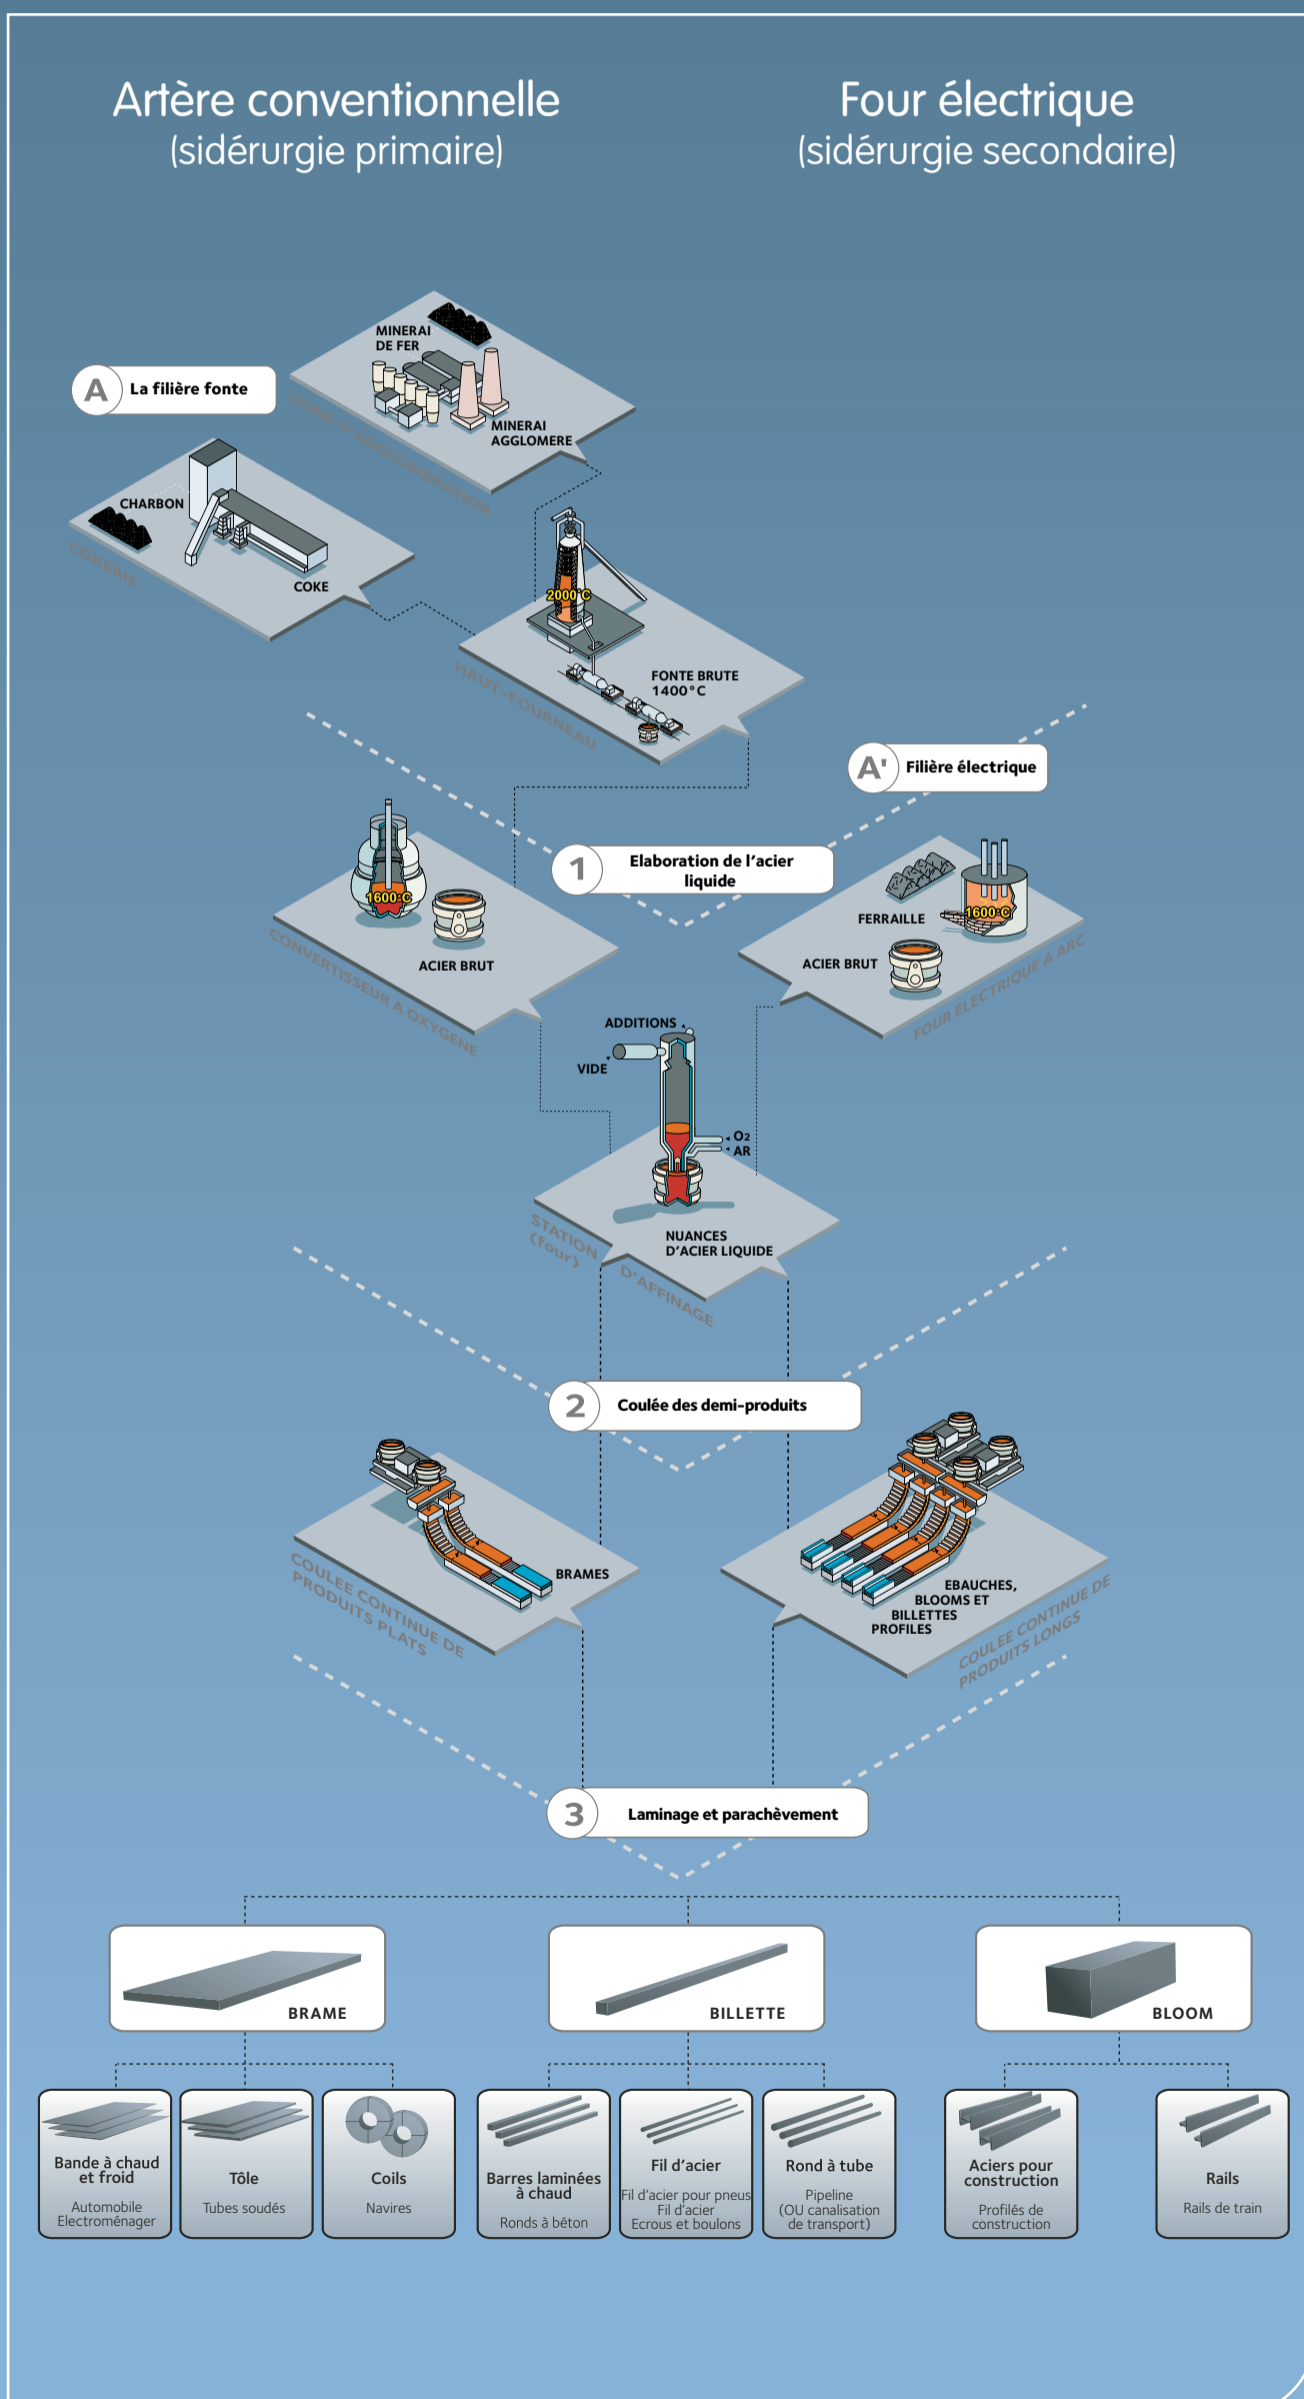 Artère conventionnelle
(sidérurgie primaire)
Four électrique
(sidérurgie secondaire)
MINERAI
DE FER
MINERAI
AGGLOMERE
USINE D'AGGLOMERATION
A La filière fonte
CHARBON
COKE
COKERIE
2000°C
FONTE BRUTE
1400°C
HAUT-FOURNEAU
A' Filière électrique
1 Elaboration de l'acier
liquide
1600°C
ACIER BRUT
CONVERTISSEUR A OXYGENE
FERRAILLE
1600°C
ACIER BRUT
FOUR ELECTRIQUE A ARC
ADDITIONS
VIDE
O2
AR
NUANCES
D'ACIER LIQUIDE
STATION D'AFFINAGE
(four)
2 Coulée des demi-produits
BRAMES
COULEE CONTINUE DE
PRODUITS PLATS
EBAUCHES,
BLOOMS ET
BILLETTES
PROFILES
COULEE CONTINUE DE
PRODUITS LONGS
3 Laminage et parachèvement
BRAME
BILLETTE
BLOOM
Bande à chaud
et froid
Automobile
Electroménager
Tôle
Tubes soudés
Coils
Navires
Barres laminées
à chaud
Ronds à béton
Fil d'acier
Fil d'acier pour pneus
Fil d'acier
Ecrous et boulons
Rond à tube
Pipeline
(OU canalisation
de transport)
Aciers pour
construction
Profilés de
construction
Rails
Rails de train